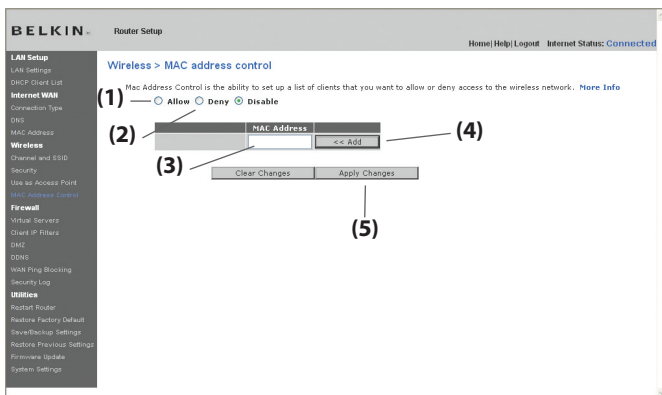 BELKIN.
Router Setup
Home|Help|Logout Internet Status: Connected
LAN Setup
LAN Settings
DHCP Client List
Internet WAN
Connection Type
DNS
MAC Address
Wireless
Channel and SSID
Security
Use as Access Point
MAC Address Control
Firewall
Virtual Servers
Client IP Filters
DMZ
DDNS
WAN Ping Blocking
Security Log
Utilities
Restart Router
Restore Factory Default
Save/Backup Settings
Restore Previous Settings
Firmware Update
System Settings
Wireless > MAC address control
Mac Address Control is the ability to set up a list of clients that you want to allow or deny access to the wireless network. More Info
(1) Allow Deny Disable
(2)
MAC Address
<< Add
(3)
(4)
Clear Changes Apply Changes
(5)